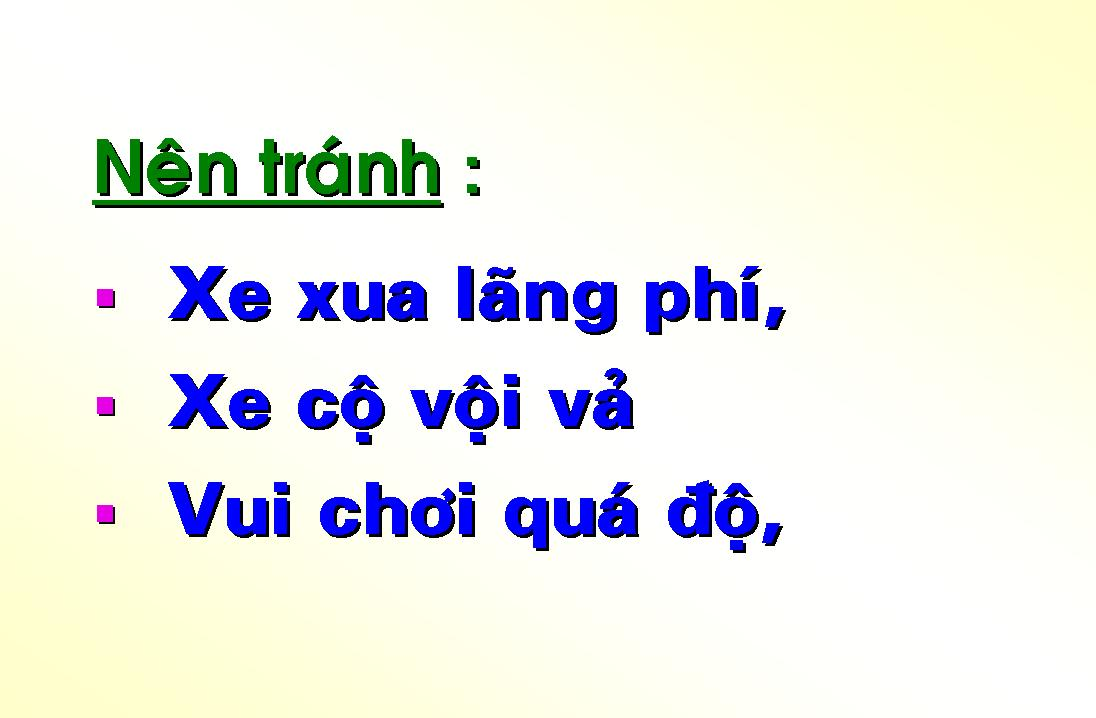 Nên tránh :
▪ Xe xua lãng phí,
▪ Xe cộ vội vả
▪ Vui chơi quá độ,